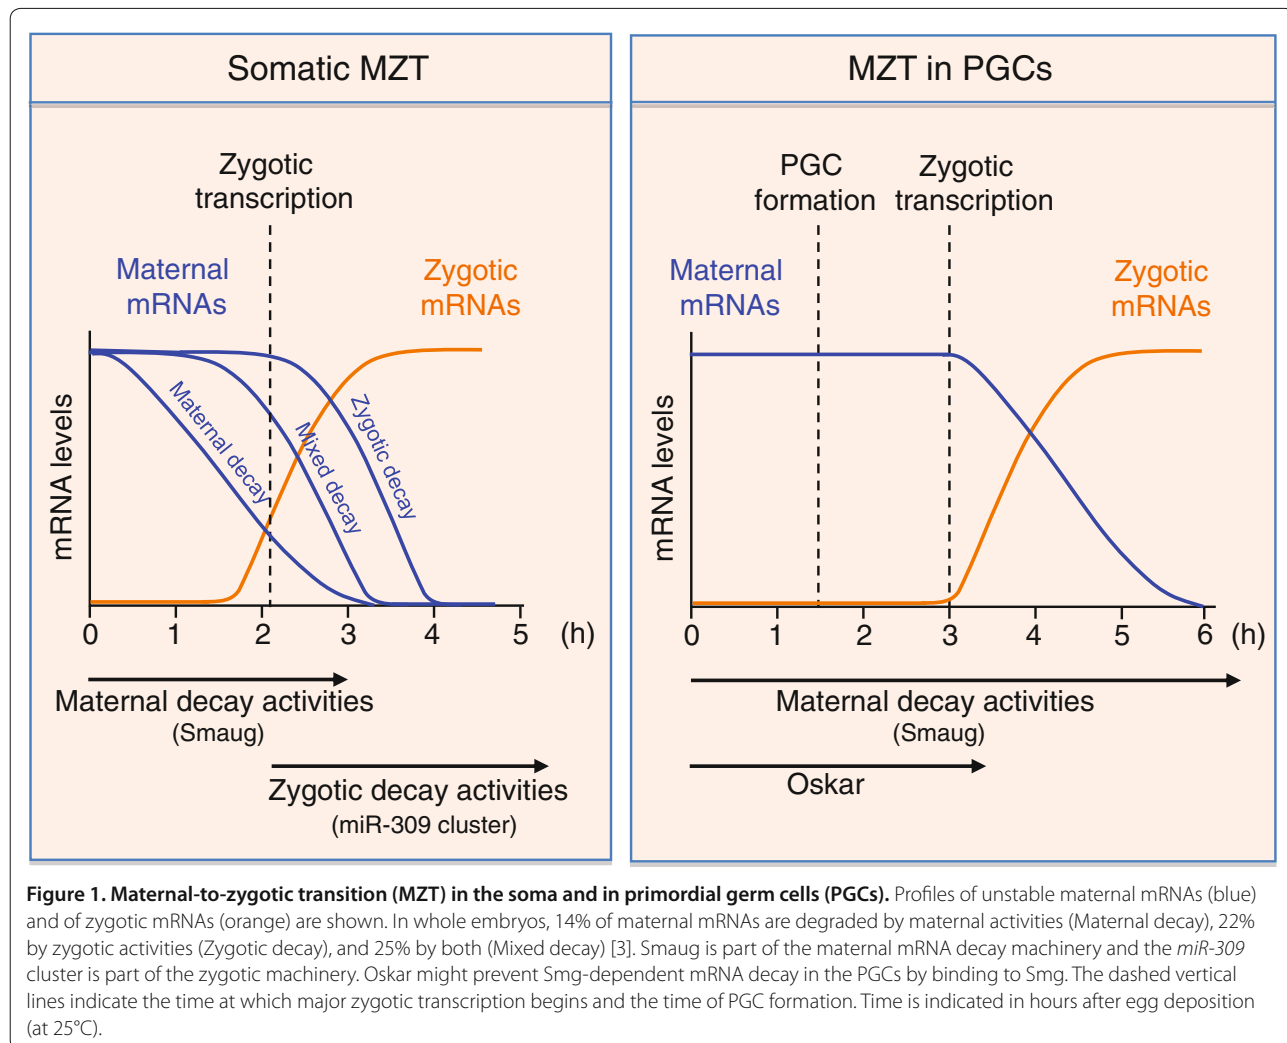 Somatic MZT
Zygotic
transcription
Maternal
mRNAs
Zygotic
mRNAs
mRNA levels
Maternal decay
Mixed decay
Zygotic decay
0 1 2 3 4 5 (h)
Maternal decay activities
(Smaug)
Zygotic decay activities
(miR-309 cluster)
MZT in PGCs
PGC
formation
Zygotic
transcription
Maternal
mRNAs
Zygotic
mRNAs
mRNA levels
0 1 2 3 4 5 6 (h)
Maternal decay activities
(Smaug)
Oskar
Figure 1. Maternal-to-zygotic transition (MZT) in the soma and in primordial germ cells (PGCs). Profiles of unstable maternal mRNAs (blue)
and of zygotic mRNAs (orange) are shown. In whole embryos, 14% of maternal mRNAs are degraded by maternal activities (Maternal decay), 22%
by zygotic activities (Zygotic decay), and 25% by both (Mixed decay) [3]. Smaug is part of the maternal mRNA decay machinery and the miR-309
cluster is part of the zygotic machinery. Oskar might prevent Smg-dependent mRNA decay in the PGCs by binding to Smg. The dashed vertical
lines indicate the time at which major zygotic transcription begins and the time of PGC formation. Time is indicated in hours after egg deposition
(at 25°C).